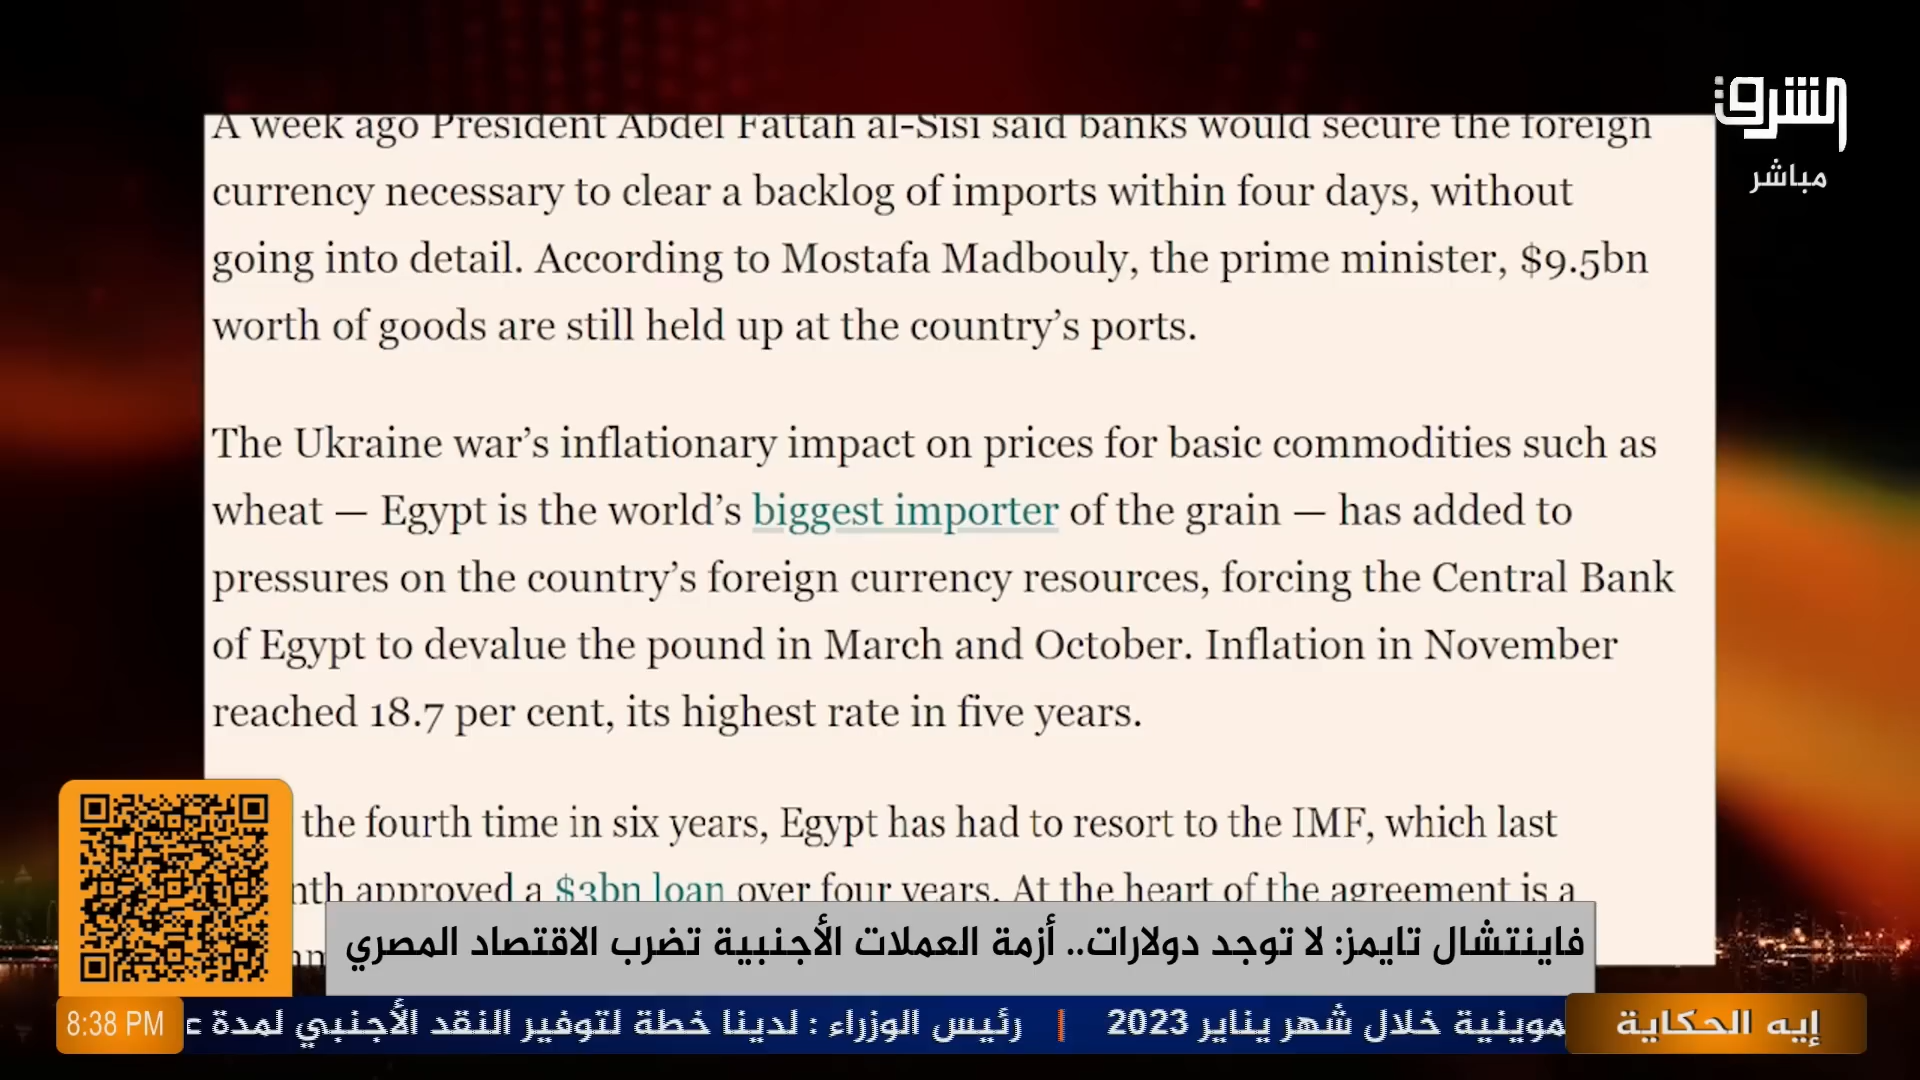 الشرق
مباشر
A week ago President Abdel Fattah al-Sisi said banks would secure the foreign
currency necessary to clear a backlog of imports within four days, without
going into detail. According to Mostafa Madbouly, the prime minister, $9.5bn
worth of goods are still held up at the country’s ports.
The Ukraine war’s inflationary impact on prices for basic commodities such as
wheat — Egypt is the world’s biggest importer of the grain — has added to
pressures on the country’s foreign currency resources, forcing the Central Bank
of Egypt to devalue the pound in March and October. Inflation in November
reached 18.7 per cent, its highest rate in five years.
the fourth time in six years, Egypt has had to resort to the IMF, which last
approved a $3bn loan over four years. At the heart of the agreement is a
فاينتشال تايمز: لا توجد دولارات.. أزمة العملات الأجنبية تضرب الاقتصاد المصري
إيه الحكاية
موينية خلال شهر يناير 2023 | رئيس الوزراء : لدينا خطة لتوفير النقد الأجنبي لمدة
8:38 PM